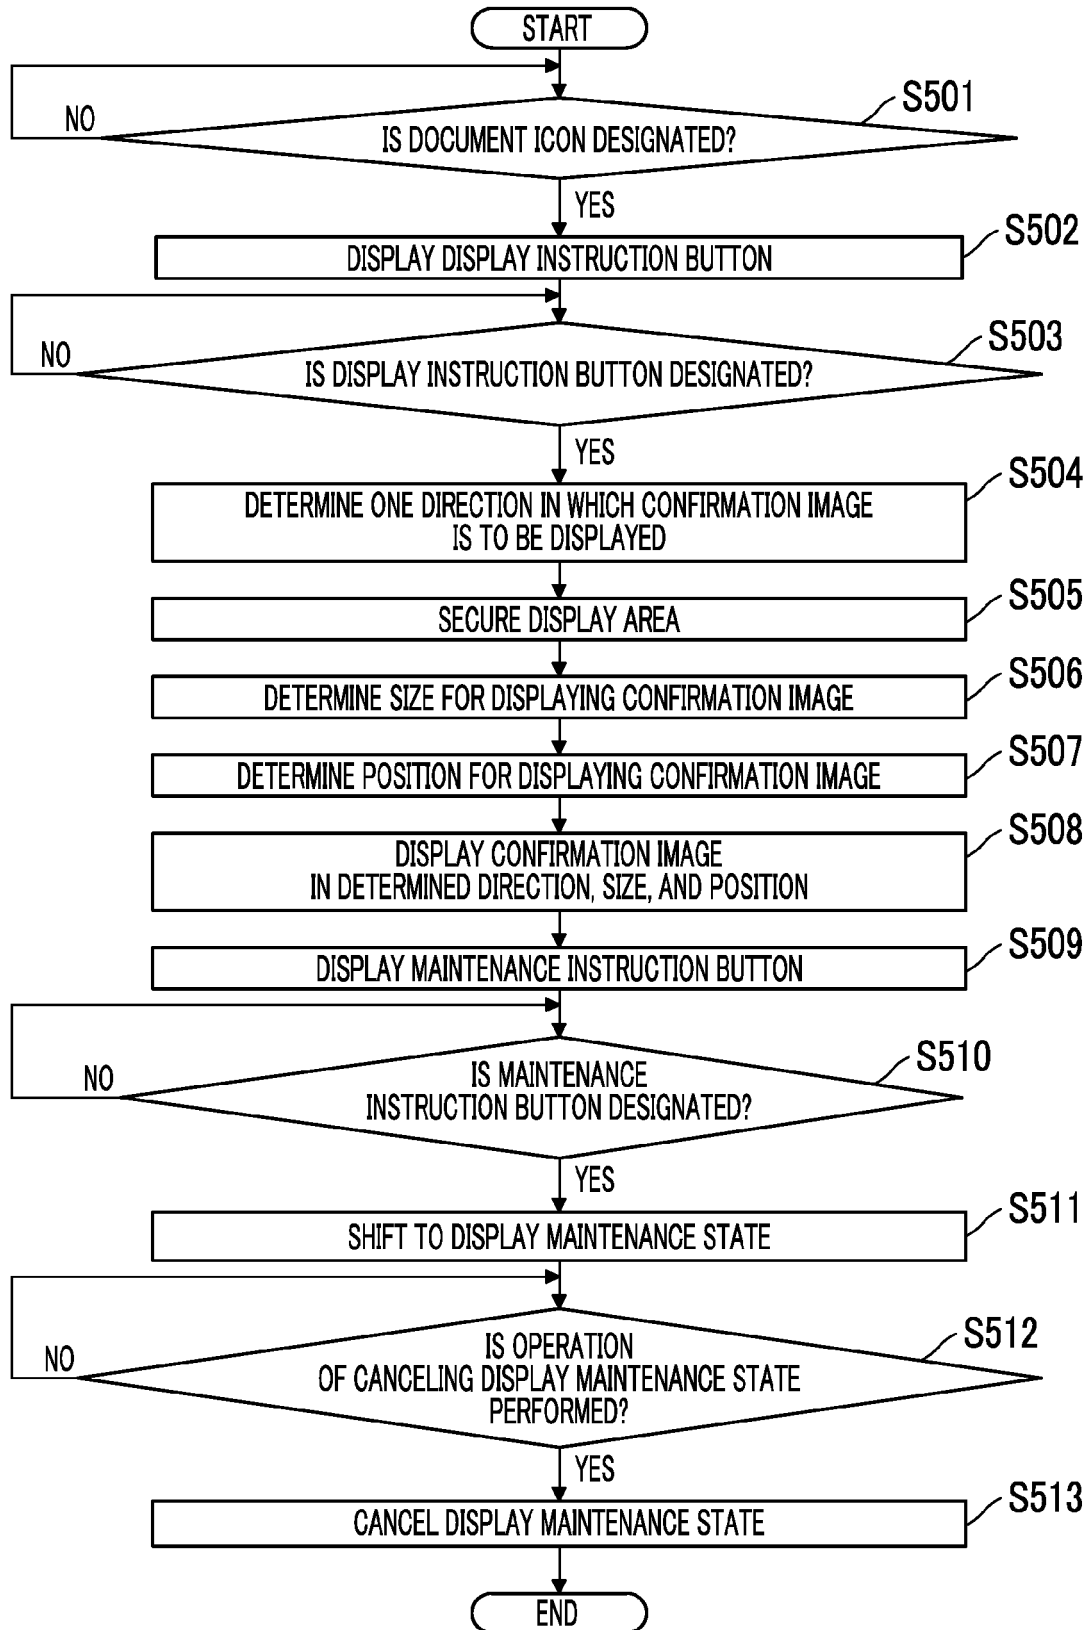 START
S501
NO
IS DOCUMENT ICON DESIGNATED?
YES
S502
DISPLAY DISPLAY INSTRUCTION BUTTON
S503
NO
IS DISPLAY INSTRUCTION BUTTON DESIGNATED?
YES
S504
DETERMINE ONE DIRECTION IN WHICH CONFIRMATION IMAGE
IS TO BE DISPLAYED
S505
SECURE DISPLAY AREA
S506
DETERMINE SIZE FOR DISPLAYING CONFIRMATION IMAGE
S507
DETERMINE POSITION FOR DISPLAYING CONFIRMATION IMAGE
S508
DISPLAY CONFIRMATION IMAGE
IN DETERMINED DIRECTION, SIZE, AND POSITION
S509
DISPLAY MAINTENANCE INSTRUCTION BUTTON
S510
NO
IS MAINTENANCE
INSTRUCTION BUTTON DESIGNATED?
YES
S511
SHIFT TO DISPLAY MAINTENANCE STATE
S512
NO
IS OPERATION
OF CANCELING DISPLAY MAINTENANCE STATE
PERFORMED?
YES
S513
CANCEL DISPLAY MAINTENANCE STATE
END